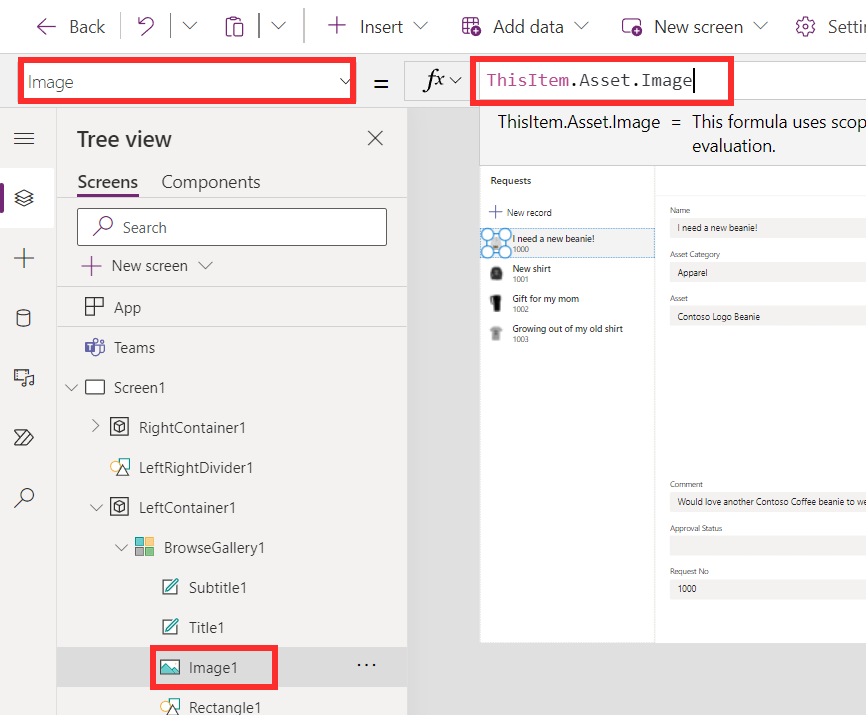 Back Insert Add data New screen Settin
Image = fx ThisItem.Asset.Image
ThisItem.Asset.Image = This formula uses scop
evaluation.
Tree view
Screens Components
Search
New screen
App
Teams
Screen1
RightContainer1
LeftRightDivider1
LeftContainer1
BrowseGallery1
Subtitle1
Title1
Image1 ...
Rectangle1
Requests
New record
I need a new beanie!
1000
New shirt
1001
Gift for my mom
1002
Growing out of my old shirt
1003
Name
I need a new beanie!
Asset Category
Apparel
Asset
Contoso Logo Beanie
Comment
Would love another Contoso Coffee beanie to we
Approval Status
Request No
1000